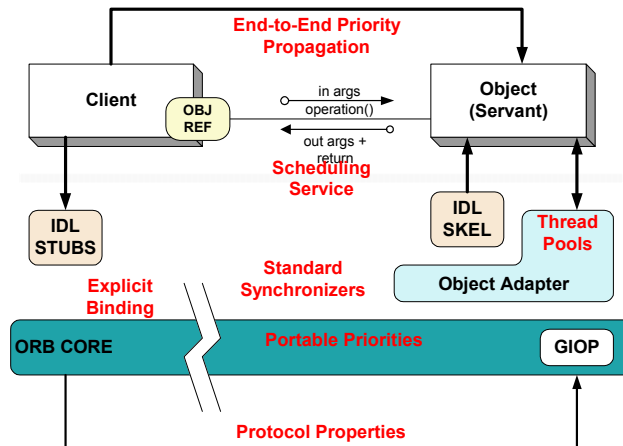 End-to-End Priority
Propagation
Client
OBJ
REF
in args
operation()
out args +
return
Object
(Servant)
Scheduling
Service
IDL
STUBS
IDL
SKEL
Thread
Pools
Object Adapter
Explicit
Binding
Standard
Synchronizers
ORB CORE
Portable Priorities
GIOP
Protocol Properties